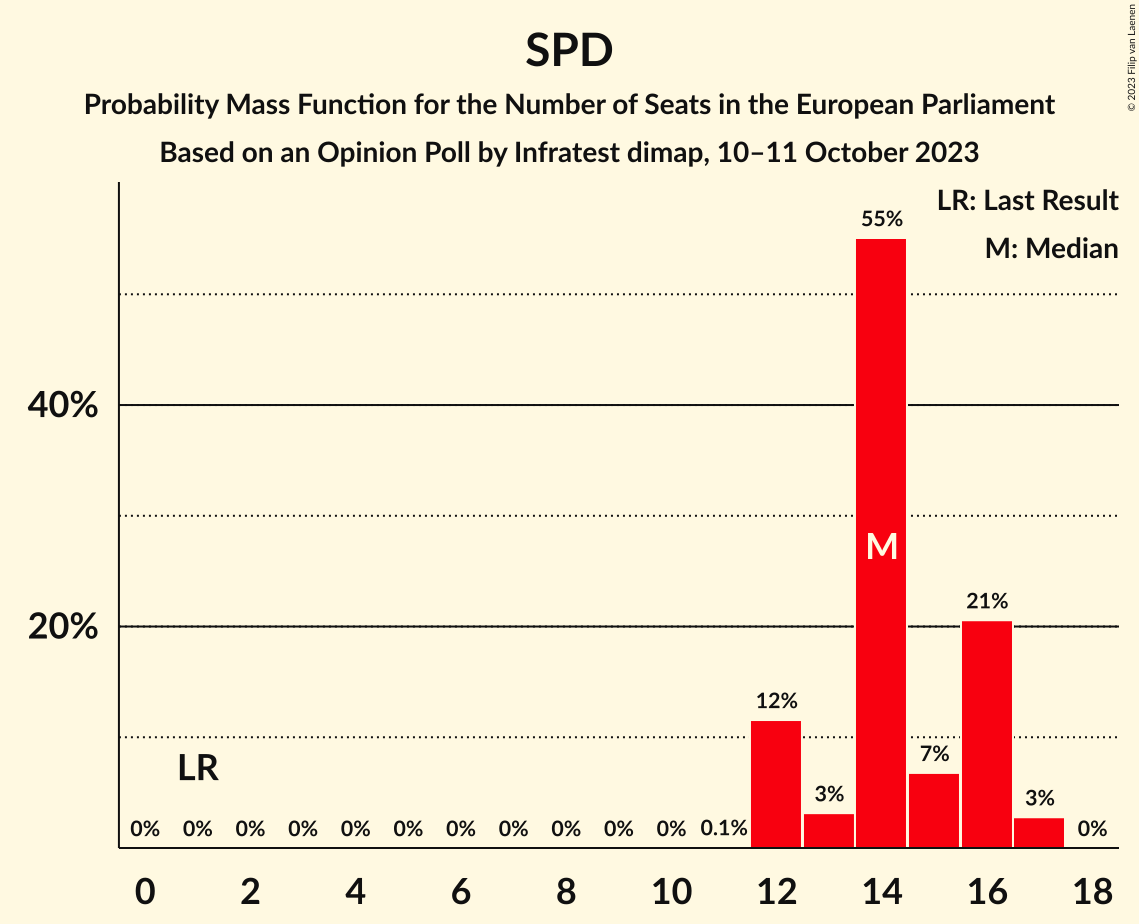 SPD
Probability Mass Function for the Number of Seats in the European Parliament
Based on an Opinion Poll by Infratest dimap, 10–11 October 2023
© 2023 Filip van Laenen
LR: Last Result
M: Median
55%
40%
M
21%
20%
12%
7%
LR
3%
3%
0% 0% 0% 0% 0% 0% 0% 0% 0% 0% 0% 0.1% 0%
0 2 4 6 8 10 12 14 16 18